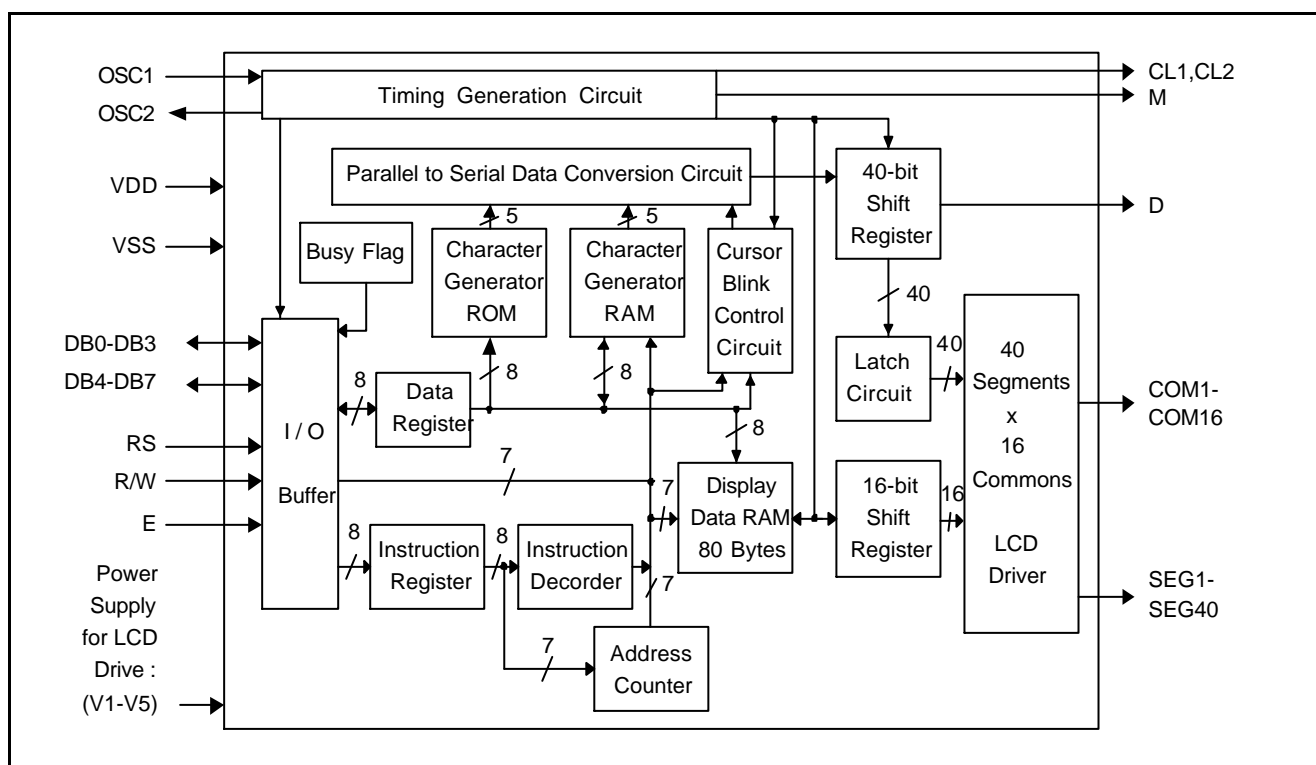 OSC1
OSC2
VDD
VSS
DB0-DB3
DB4-DB7
RS
R/W
E
Power
Supply
for LCD
Drive :
(V1-V5)
Timing Generation Circuit
CL1,CL2
M
Parallel to Serial Data Conversion Circuit
40-bit
Shift
Register
D
5
5
Busy Flag
Character
Generator
ROM
Character
Generator
RAM
Cursor
Blink
Control
Circuit
40
8
8
8
Data
Register
I / O
Buffer
Latch
Circuit
40
40
Segments
x
16
Commons
LCD
Driver
COM1-
COM16
SEG1-
SEG40
8
7
7
Display
Data RAM
80 Bytes
16-bit
Shift
Register
16
8
Instruction
Register
8
Instruction
Decorder
7
7
Address
Counter